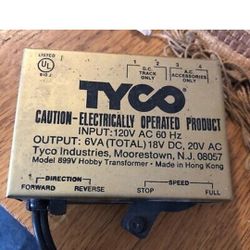 LISTED
UL
1 2 3 4
D.C.
TRACK
ONLY
A.C.
ACCESSORIES
ONLY
TYCO
CAUTION-ELECTRICALLY OPERATED PRODUCT
INPUT: 120V AC 60 Hz
OUTPUT: 6VA (TOTAL) 18V DC, 20V AC
Tyco Industries, Moorestown, N.J. 08057
Model 899V Hobby Transformer - Made in Hong Kong
DIRECTION SPEED
FORWARD REVERSE STOP FULL